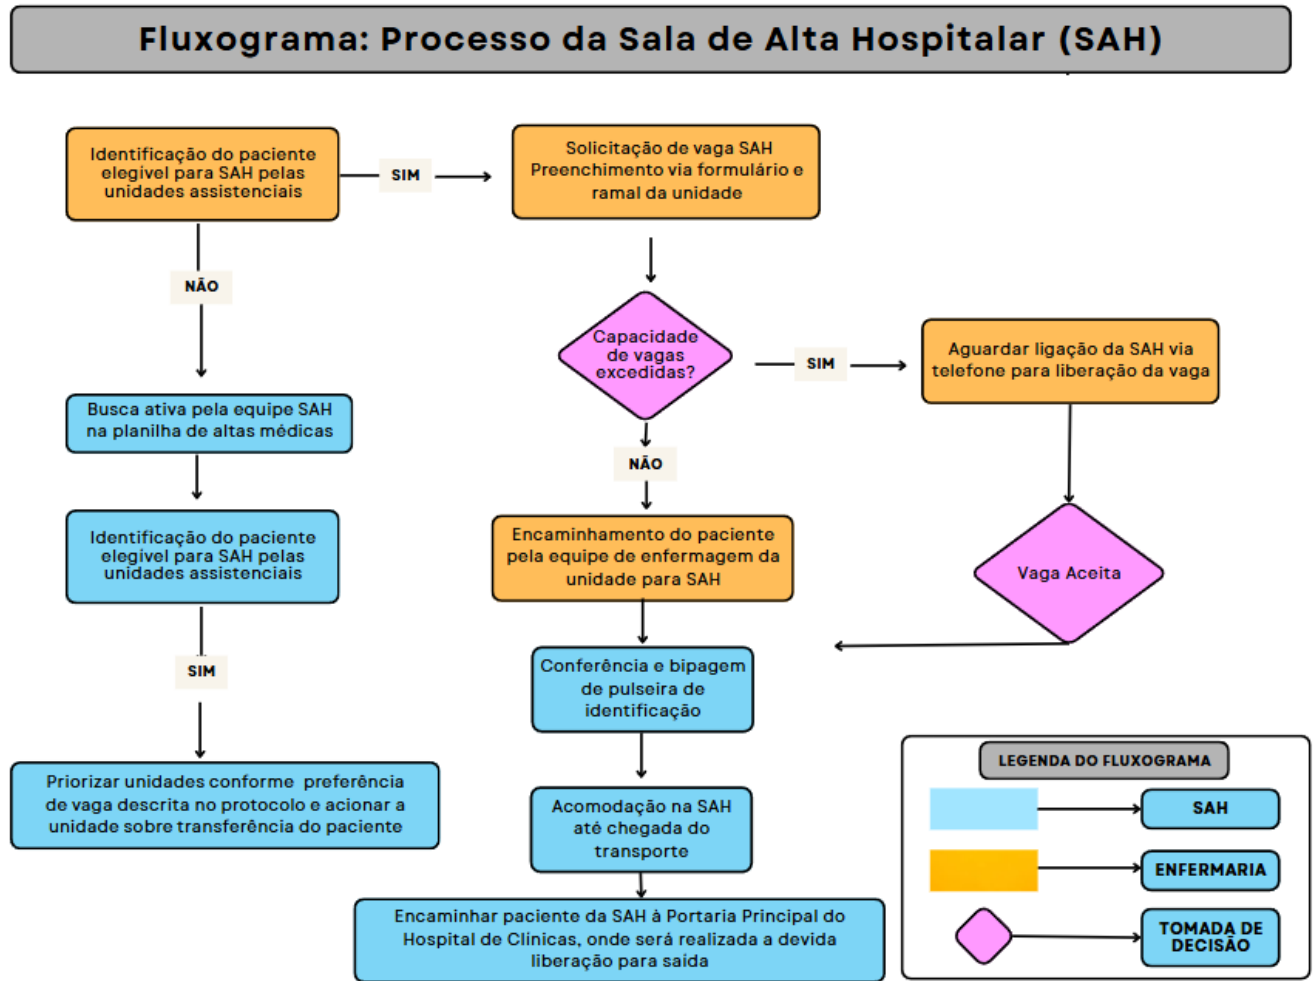 Fluxograma: Processo da Sala de Alta Hospitalar (SAH)
Identificação do paciente
elegivel para SAH pelas
unidades assistenciais
SIM
Solicitação de vaga SAH
Preenchimento via formulário e
ramal da unidade
NÃO
Capacidade
de vagas
excedidas?
SIM
Aguardar ligação da SAH via
telefone para liberação da vaga
Busca ativa pela equipe SAH
na planilha de altas médicas
NÃO
Identificação do paciente
elegivel para SAH pelas
unidades assistenciais
Encaminhamento do paciente
pela equipe de enfermagem da
unidade para SAH
Vaga Aceita
SIM
Conferência e bipagem
de pulseira de
identificação
Priorizar unidades conforme preferência
de vaga descrita no protocolo e acionar a
unidade sobre transferência do paciente
Acomodação na SAH
até chegada do
transporte
Encaminhar paciente da SAH à Portaria Principal do
Hospital de Clínicas, onde será realizada a devida
liberação para saída
LEGENDA DO FLUXOGRAMA
SAH
ENFERMARIA
TOMADA DE
DECISÃO